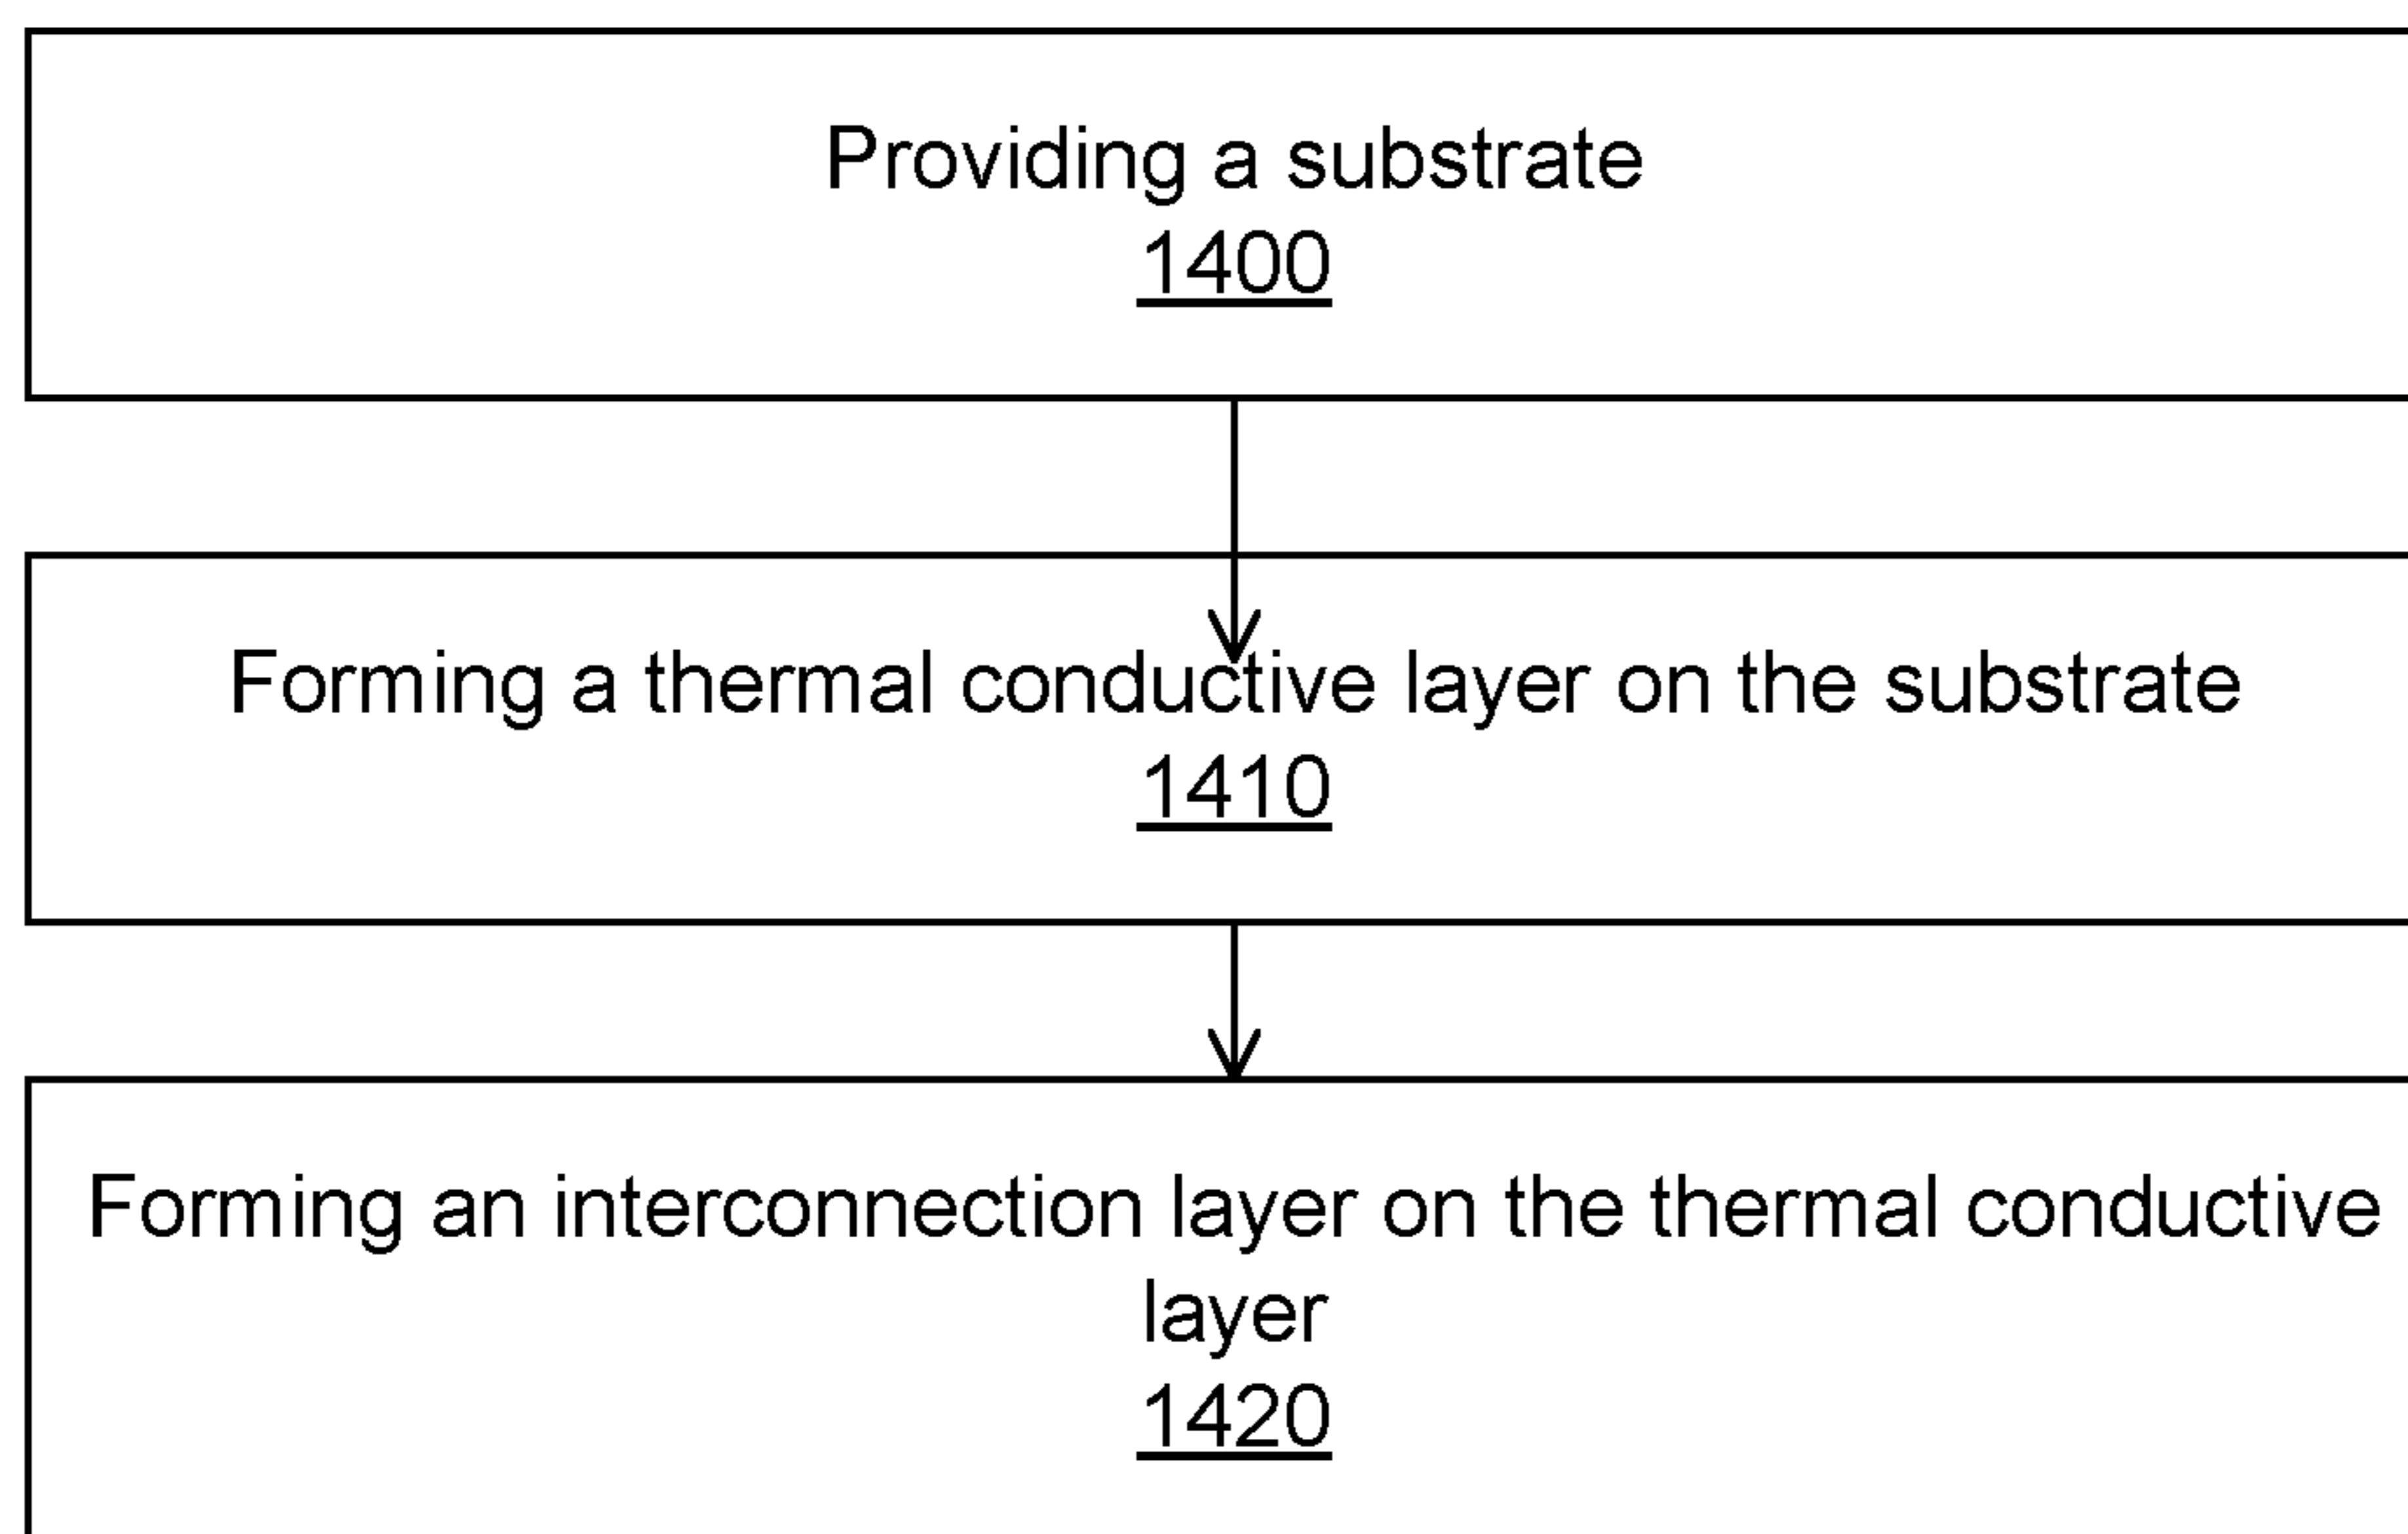 Providing a substrate
1400
Forming a thermal conductive layer on the substrate
1410
Forming an interconnection layer on the thermal conductive
layer
1420